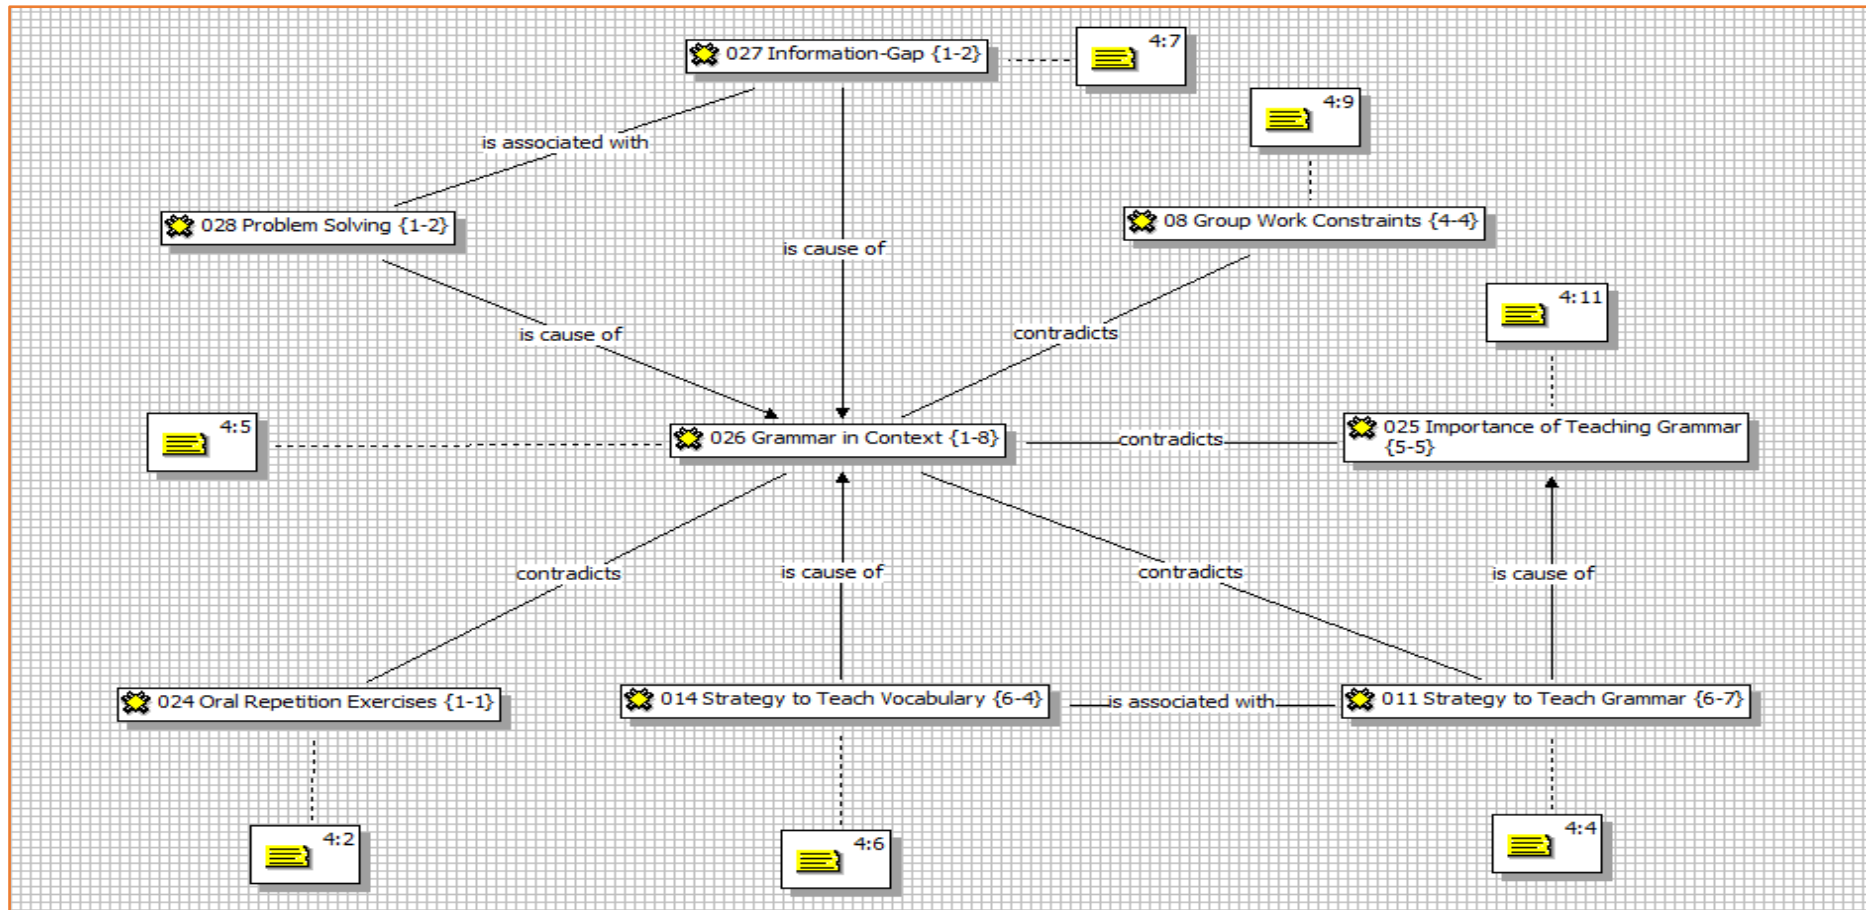 4:7
027 Information-Gap {1-2}
4:9
is associated with
028 Problem Solving {1-2}
08 Group Work Constraints {4-4}
is cause of
4:11
is cause of
contradicts
4:5
026 Grammar in Context {1-8}
contradicts
025 Importance of Teaching Grammar
{5-5}
contradicts
is cause of
contradicts
is cause of
024 Oral Repetition Exercises {1-1}
014 Strategy to Teach Vocabulary {6-4}
is associated with
011 Strategy to Teach Grammar {6-7}
4:2
4:6
4:4